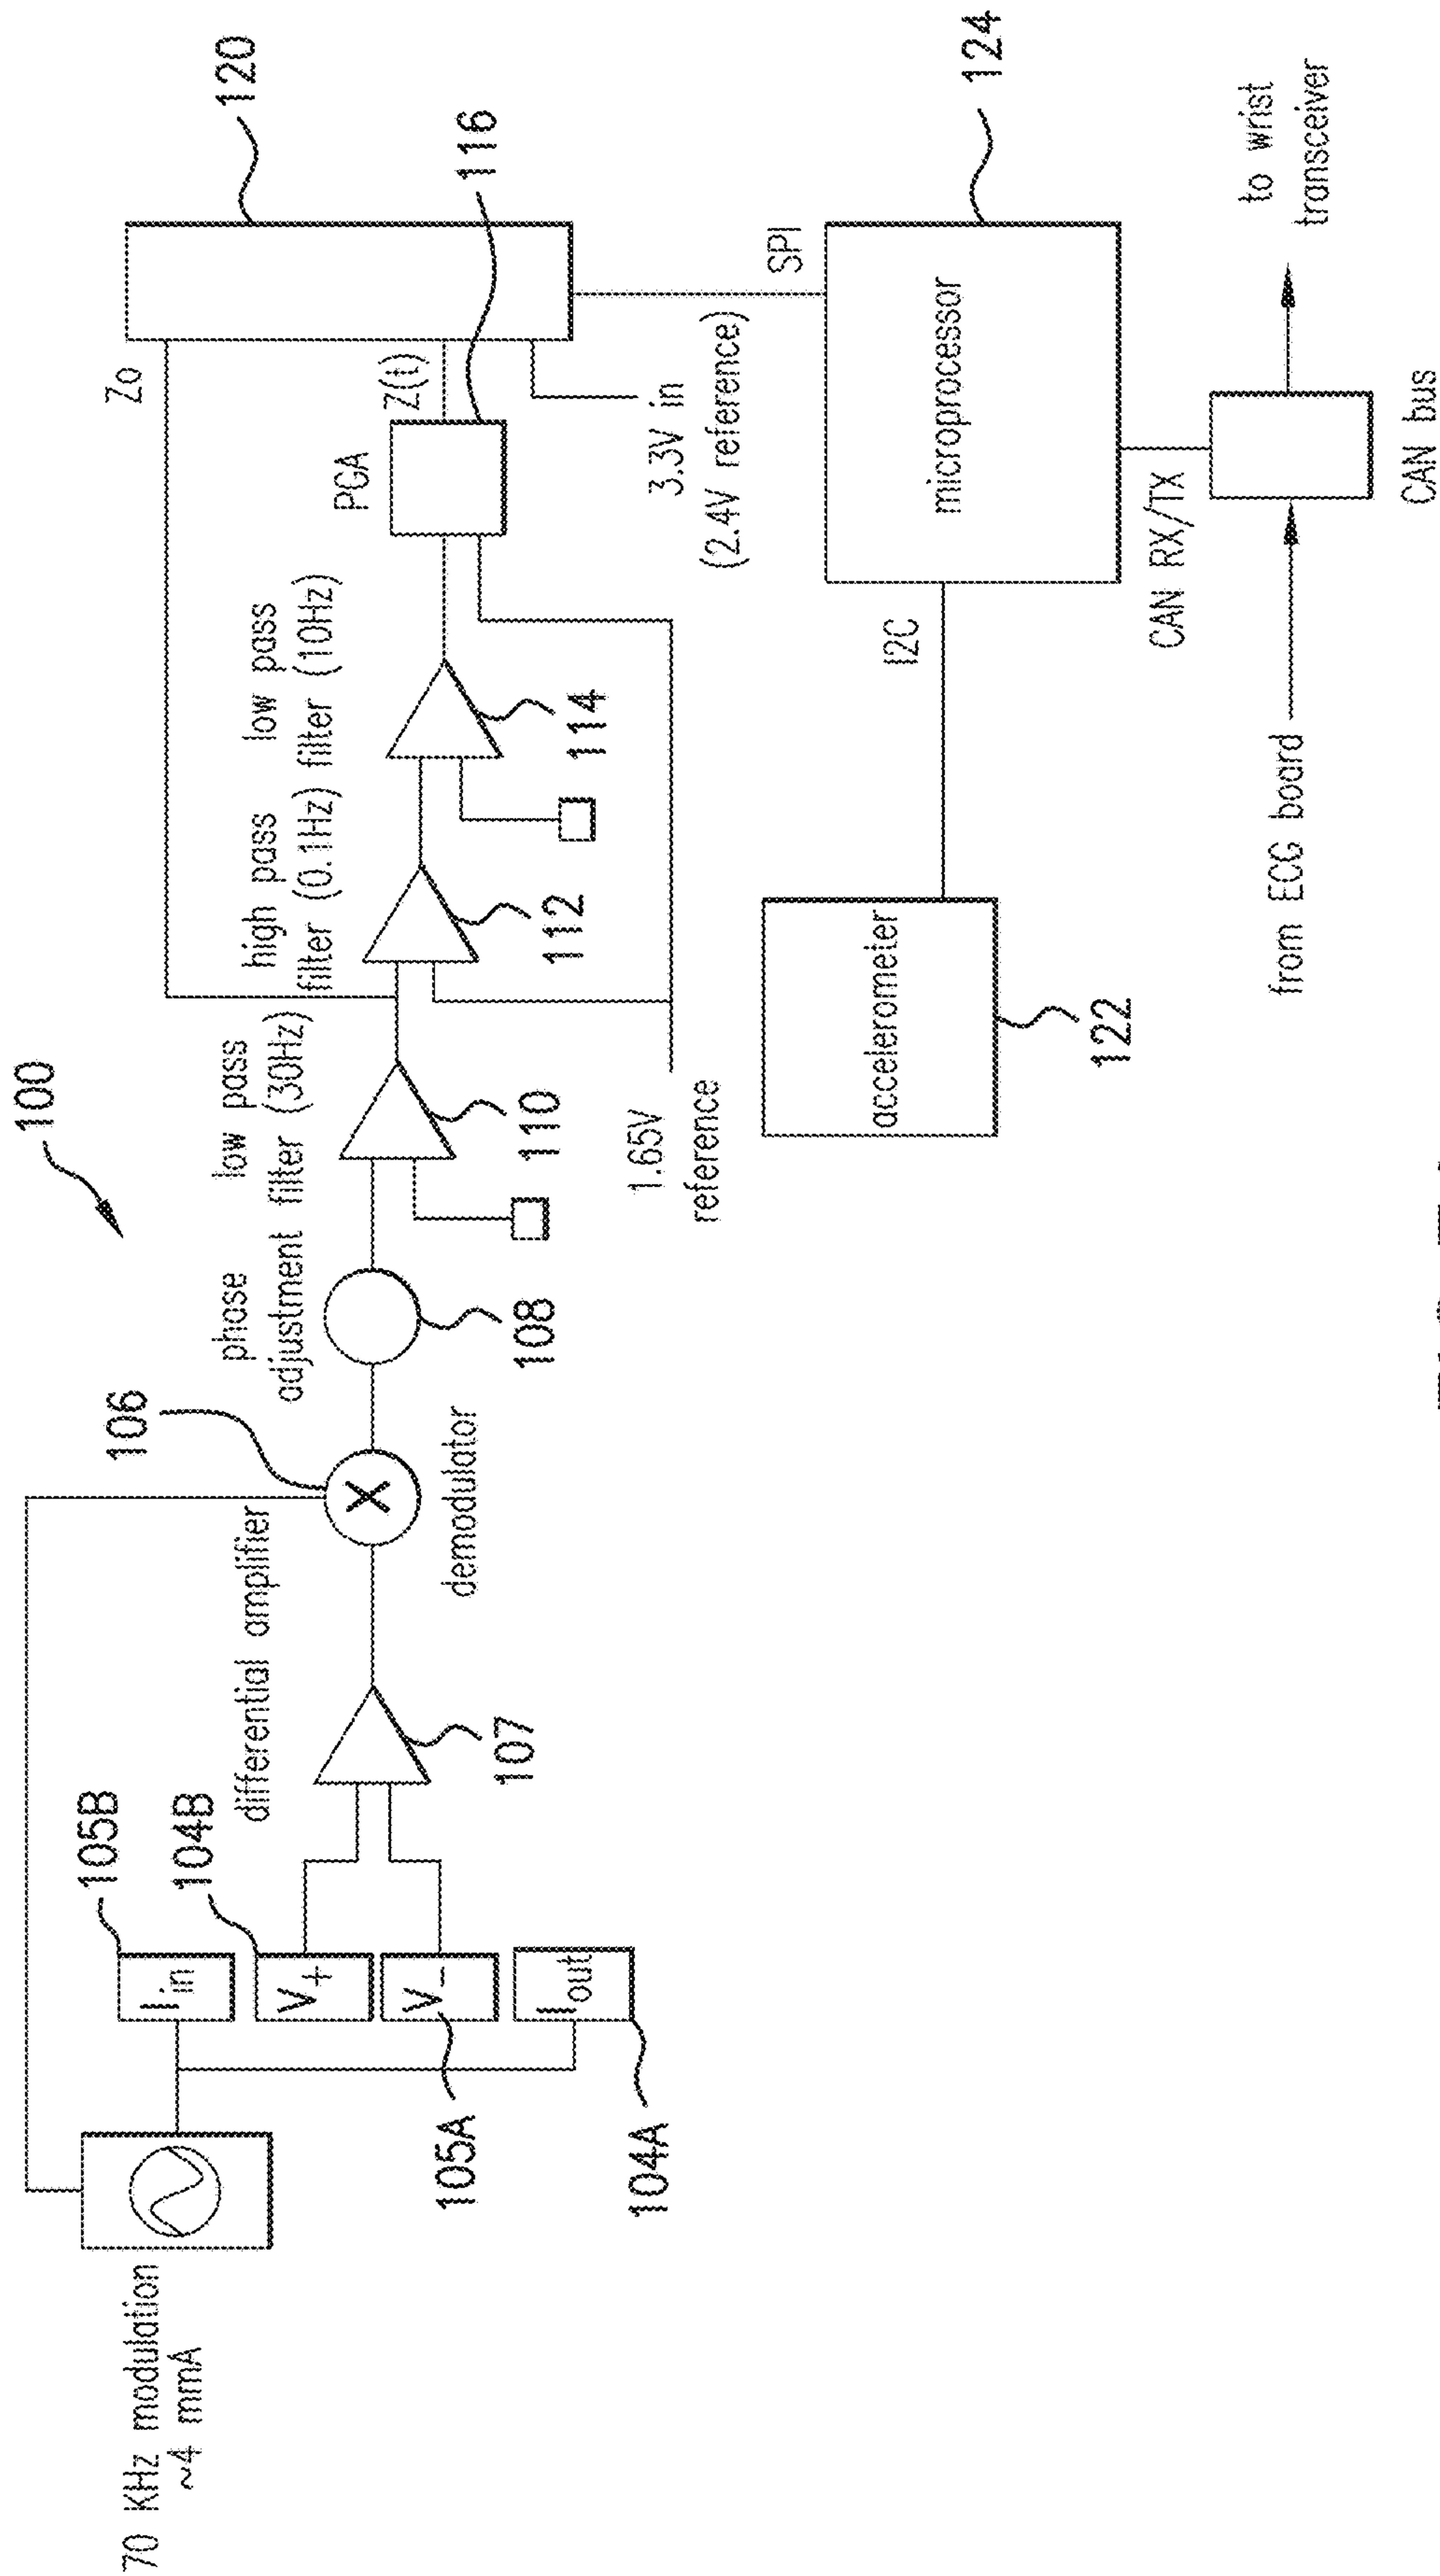 100
70 KHz modulation
~4 mmA
105B
Iin
104B
V+
V-
105A
Iout
104A
differential amplifier
107
106
demodulator
phase
adjustment
108
low pass
filter (30Hz)
110
high pass
filter (0.1Hz)
112
low pass
filter (10Hz)
114
1.65V
reference
PGA
116
Zo
Z(t)
120
3.3V in
(2.4V reference)
SPI
accelerometer
122
I2C
microprocessor
124
CAN RX/TX
from ECG board
CAN bus
to wrist
transceiver